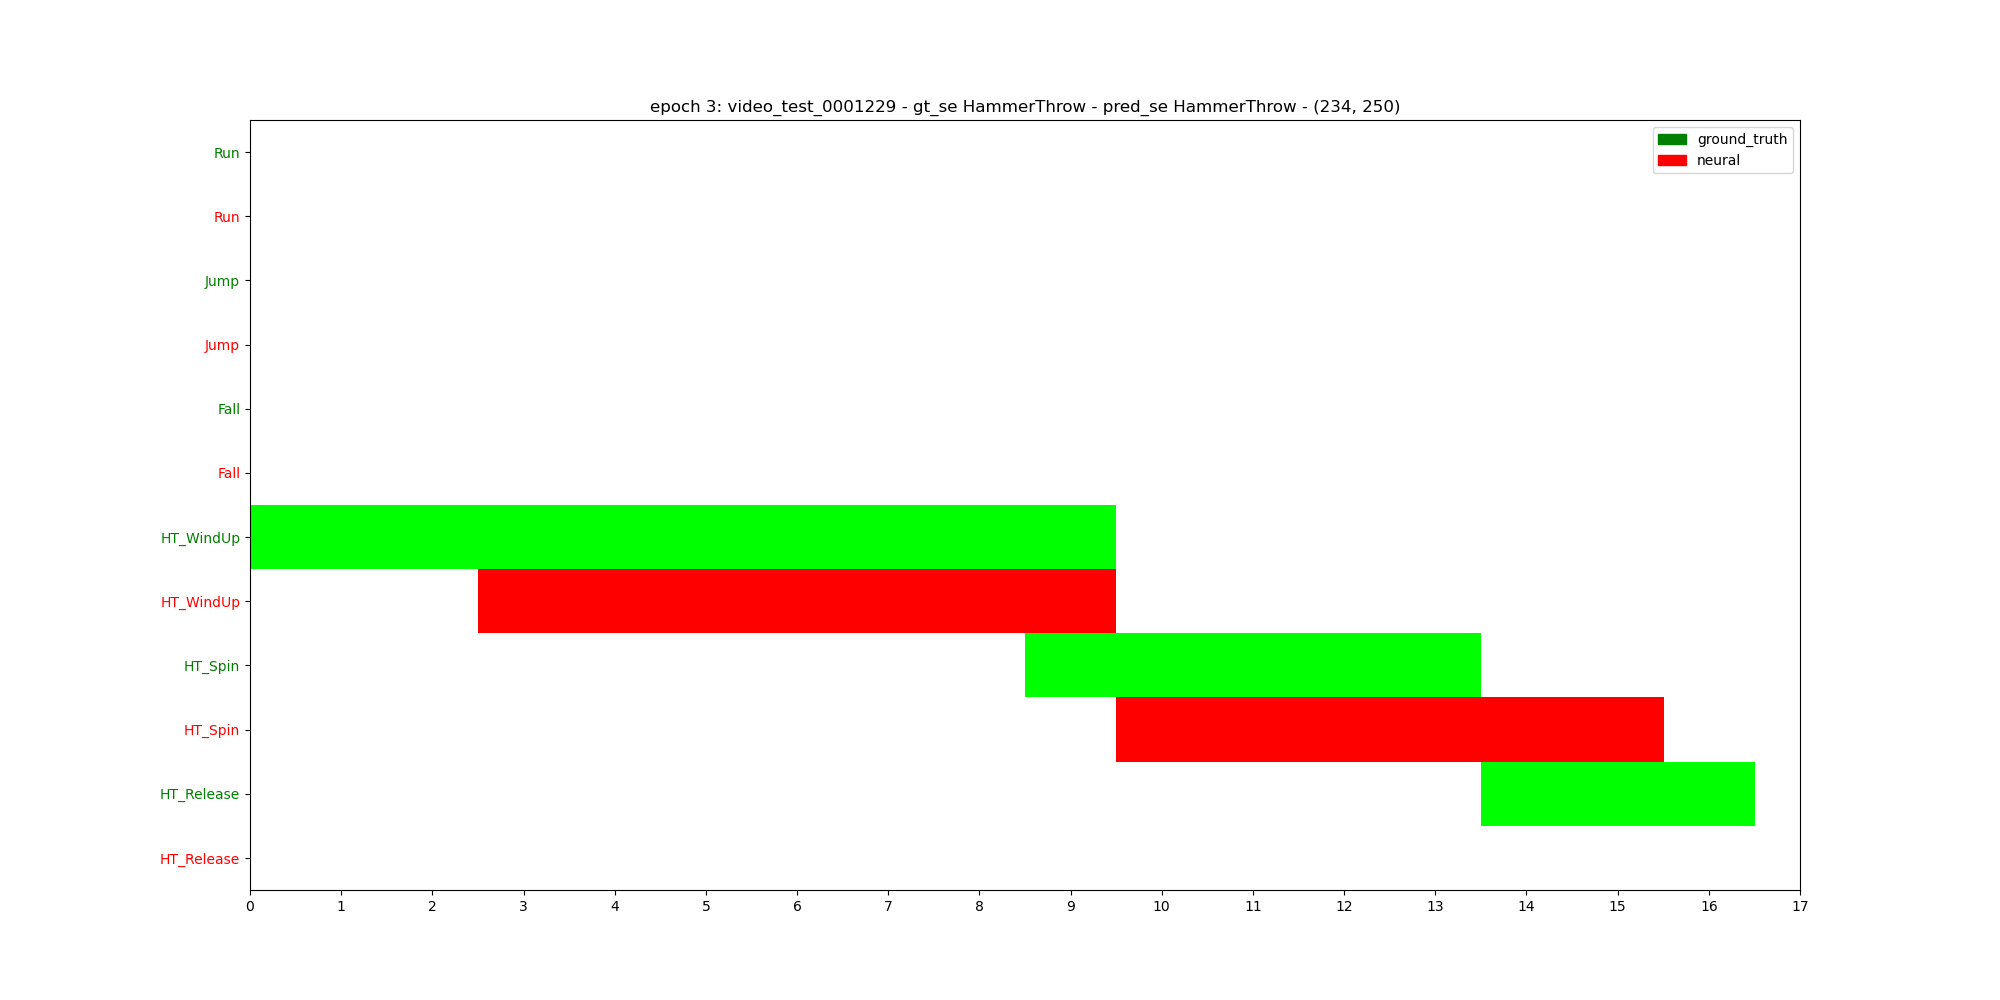 epoch 3: video_test_0001229 - gt_se HammerThrow - pred_se HammerThrow - (234, 250)
ground_truth
neural
Run
Run
Jump
Jump
Fall
Fall
HT_WindUp
HT_WindUp
HT_Spin
HT_Spin
HT_Release
HT_Release
0 1 2 3 4 5 6 7 8 9 10 11 12 13 14 15 16 17